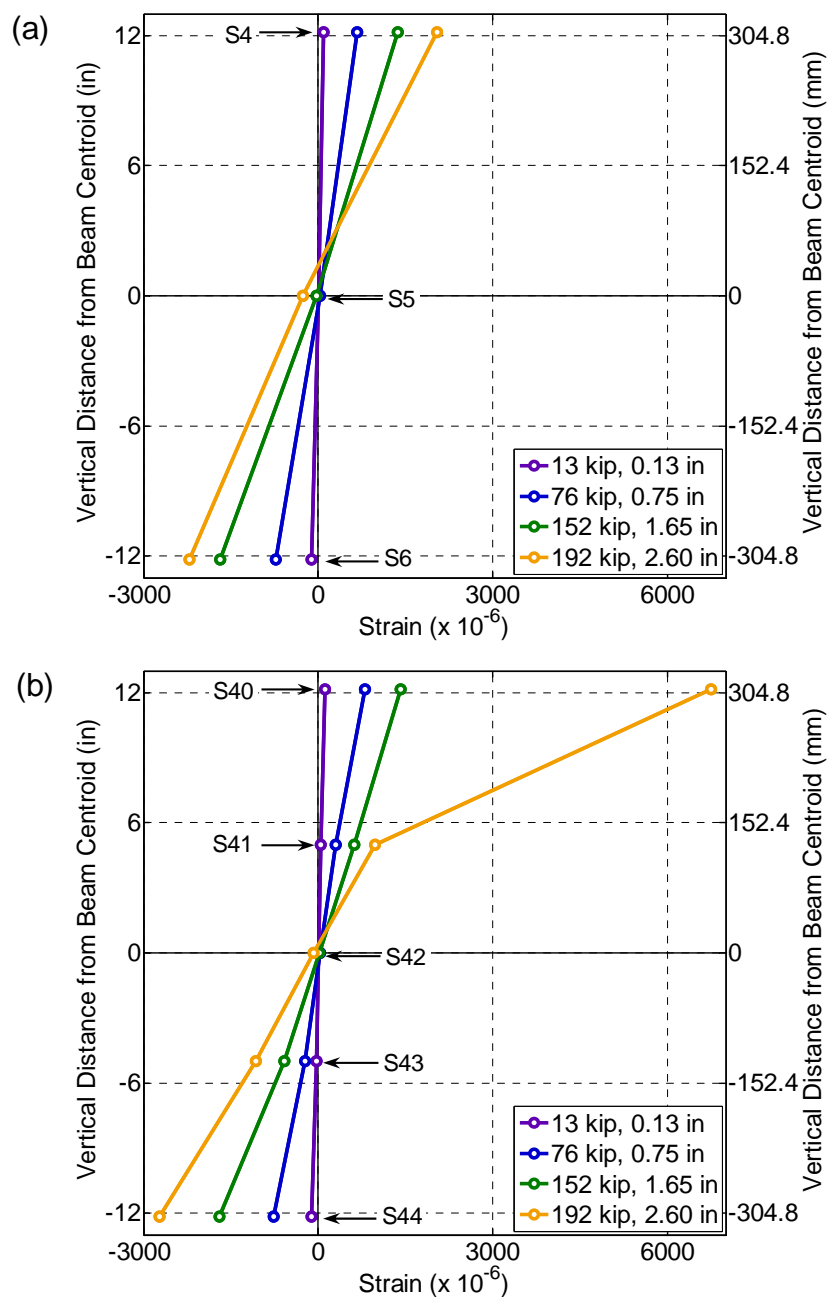 (a)
Vertical Distance from Beam Centroid (in)
12
6
0
-6
-12
S4
S5
S6
304.8
152.4
0
-152.4
-304.8
Vertical Distance from Beam Centroid (mm)
13 kip, 0.13 in
76 kip, 0.75 in
152 kip, 1.65 in
192 kip, 2.60 in
-3000 0 3000 6000
Strain (x 10-6)
(b)
Vertical Distance from Beam Centroid (in)
12
6
0
-6
-12
S40
S41
S42
S43
S44
304.8
152.4
0
-152.4
-304.8
Vertical Distance from Beam Centroid (mm)
13 kip, 0.13 in
76 kip, 0.75 in
152 kip, 1.65 in
192 kip, 2.60 in
-3000 0 3000 6000
Strain (x 10-6)